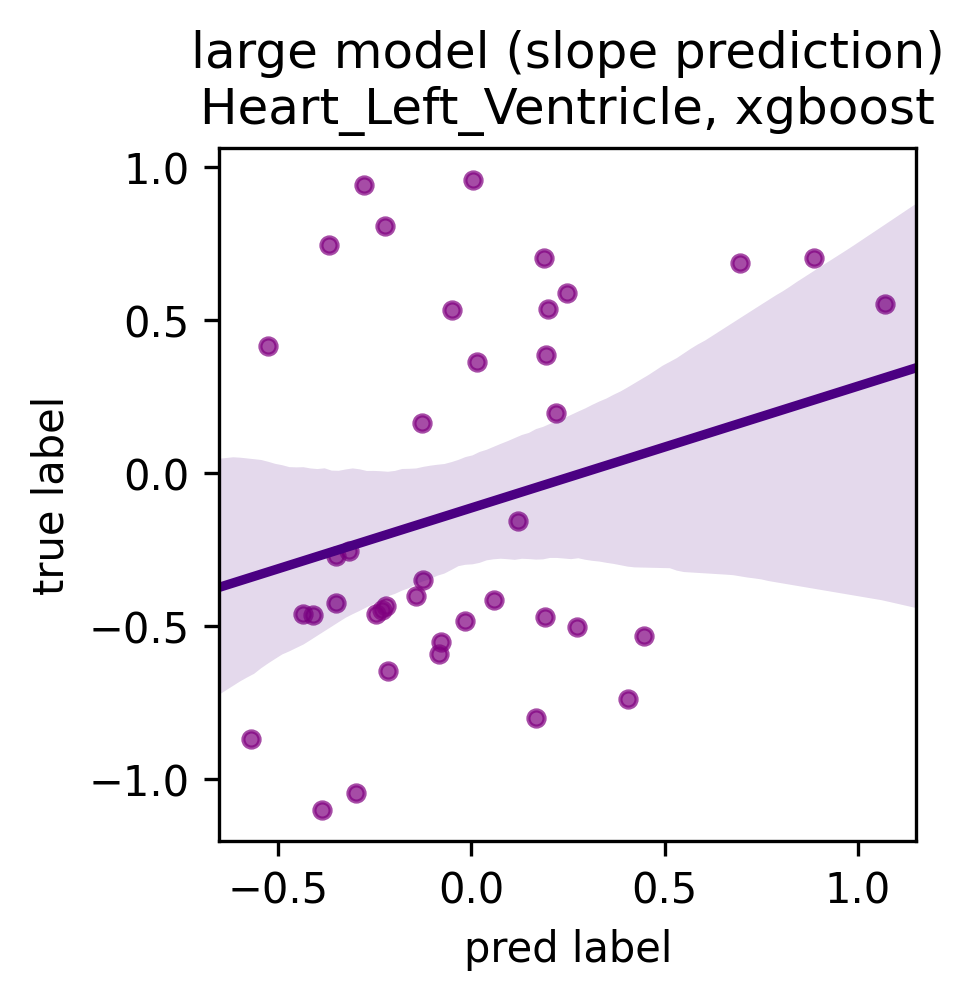 large model (slope prediction)
Heart_Left_Ventricle, xgboost
1.0
0.5
0.0
−0.5
−1.0
true label
−0.5
0.0
0.5
1.0
pred label